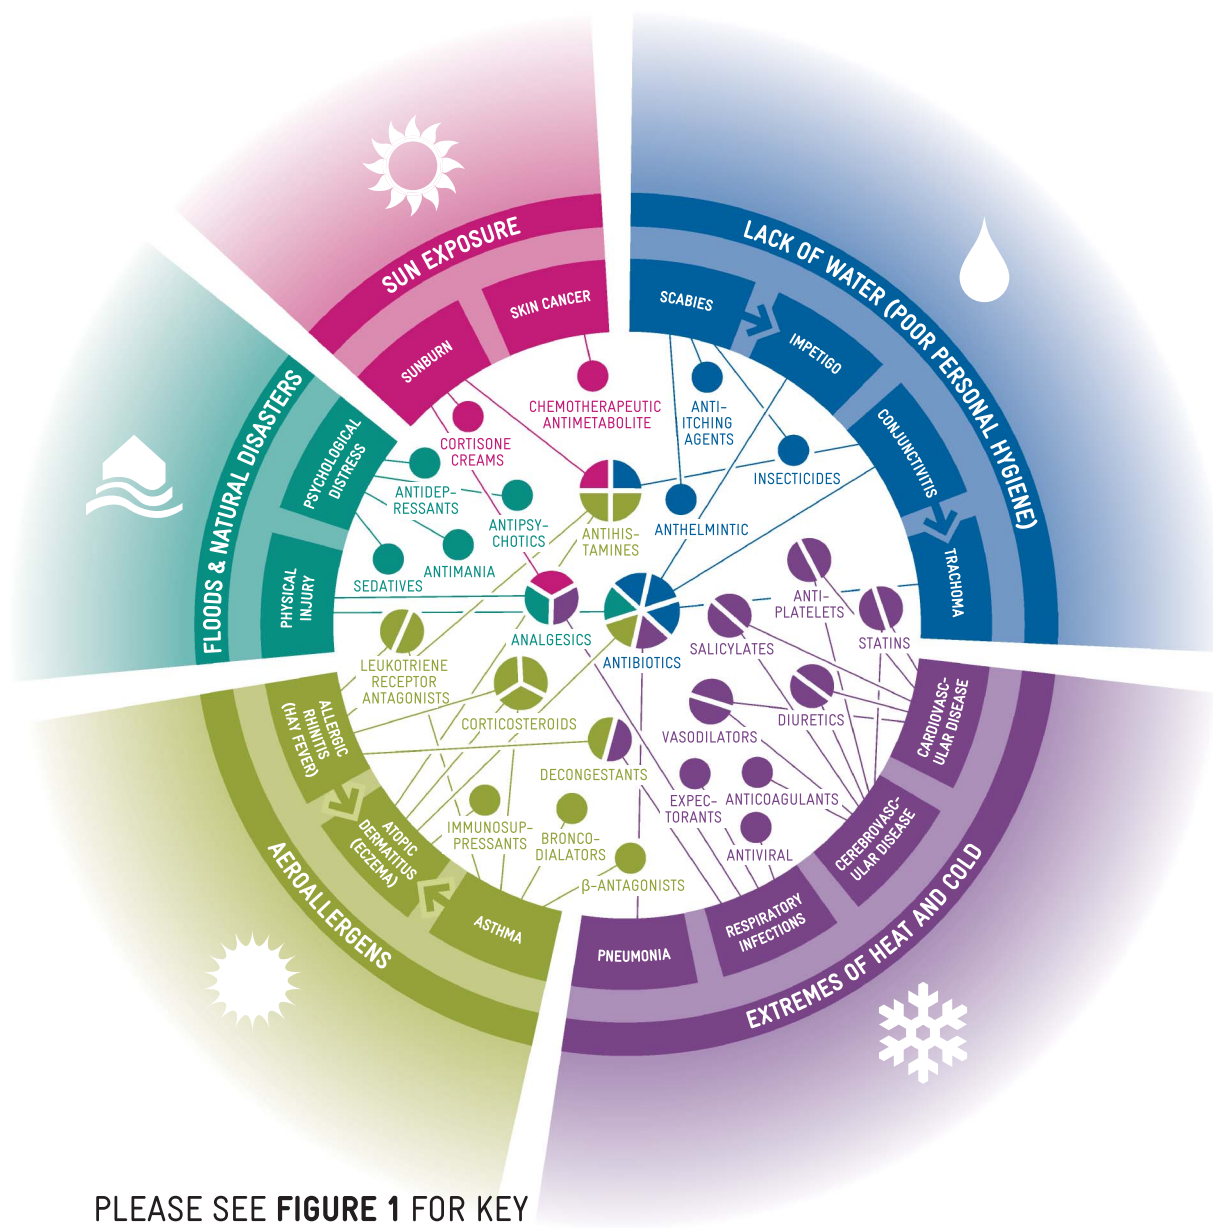 SUN EXPOSURE
SUNBURN
SKIN CANCER
LACK OF WATER (POOR PERSONAL HYGIENE)
SCABIES
IMPETIGO
CONJUNCTIVITIS
TRACHOMA
FLOODS & NATURAL DISASTERS
PSYCHOLOGICAL
DISTRESS
PHYSICAL
INJURY
CHEMOTHERAPEUTIC
ANTIMETABOLITE
CORTISONE
CREAMS
ANTI-
ITCHING
AGENTS
INSECTICIDES
ANTHELMINTIC
ANTIDEP-
RESSANTS
ANTIPSY-
CHOTICS
ANTIMANIA
SEDATIVES
ANTIHIS-
TAMINES
ANALGESICS
ANTIBIOTICS
ANTI-
PLATELETS
SALICYLATES
STATINS
LEUKOTRIENE
RECEPTOR
ANTAGONISTS
CORTICOSTEROIDS
DECONGESTANTS
VASODILATORS
DIURETICS
EXPEC-
TORANTS
ANTICOAGULANTS
ANTIVIRAL
IMMUNOSUP-
PRESSANTS
BRONCO-
DIALATORS
β-ANTAGONISTS
AEROALLERGENS
ALLERGIC
RHINITIS
(HAY FEVER)
ATOPIC
DERMATITUS
(ECZEMA)
ASTHMA
EXTREMES OF HEAT AND COLD
PNEUMONIA
RESPIRATORY
INFECTIONS
CEREBROVASC-
ULAR DISEASE
CARDIOVASC-
ULAR DISEASE
PLEASE SEE FIGURE 1 FOR KEY